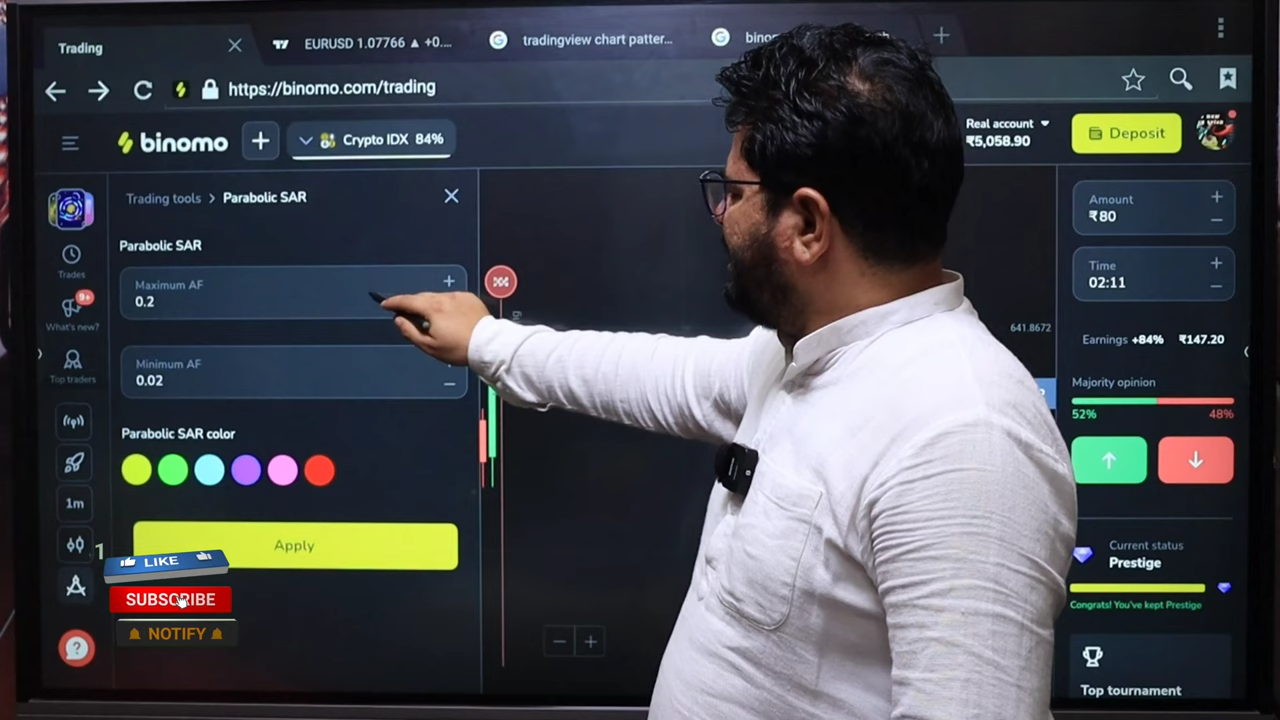 Trading
EURUSD 1.07766 ▲ +0....
tradingview chart patter...
https://binomo.com/trading
binomo
Crypto IDX 84%
Real account
₹5,058.90
Deposit
Trading tools > Parabolic SAR
Parabolic SAR
Maximum AF
0.2
Minimum AF
0.02
Parabolic SAR color
Apply
Trades
9+
What's new?
Top traders
1m
1
LIKE
SUBSCRIBE
NOTIFY
641.8672
Amount
₹80
Time
02:11
Earnings +84% ₹147.20
Majority opinion
52% 48%
Current status
Prestige
Congrats! You've kept Prestige
Top tournament